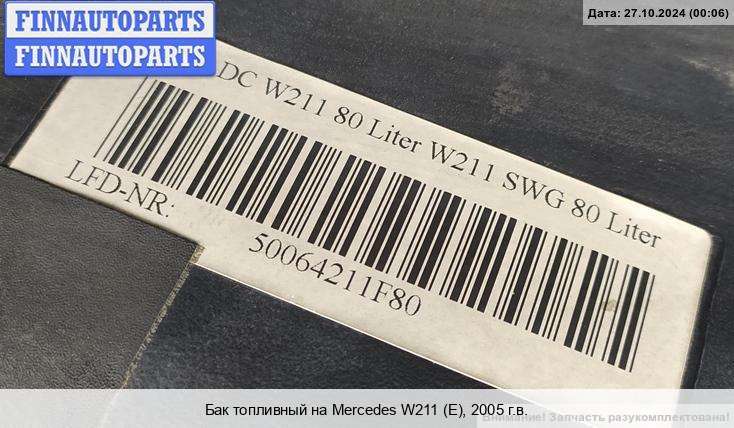 FINNAUTOPARTS
FINNAUTOPARTS
Дата: 27.10.2024 (00:06)
DC W211 80 Liter W211 SWG 80 Liter
LFD-NR:
50064211F80
Бак топливный на Mercedes W211 (E), 2005 г.в.
Внимание! Запчасть разукомплектована!